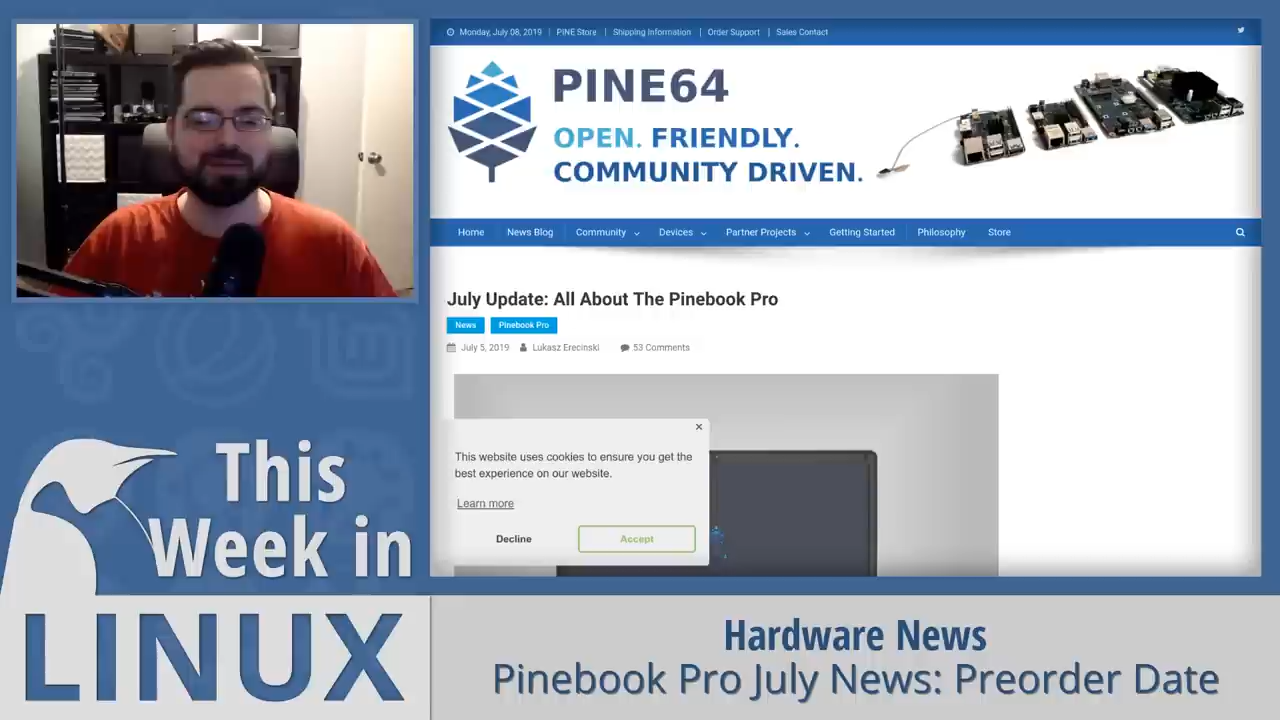 Monday, July 08, 2019 | PINE Store | Shipping Information | Order Support | Sales Contact
PINE64
OPEN. FRIENDLY.
COMMUNITY DRIVEN.
Home News Blog Community Devices Partner Projects Getting Started Philosophy Store
July Update: All About The Pinebook Pro
News Pinebook Pro
July 5, 2019 Lukasz Erecinski 53 Comments
×
This website uses cookies to ensure you get the
best experience on our website.
Learn more
Decline Accept
This
Week in
LINUX
Hardware News
Pinebook Pro July News: Preorder Date